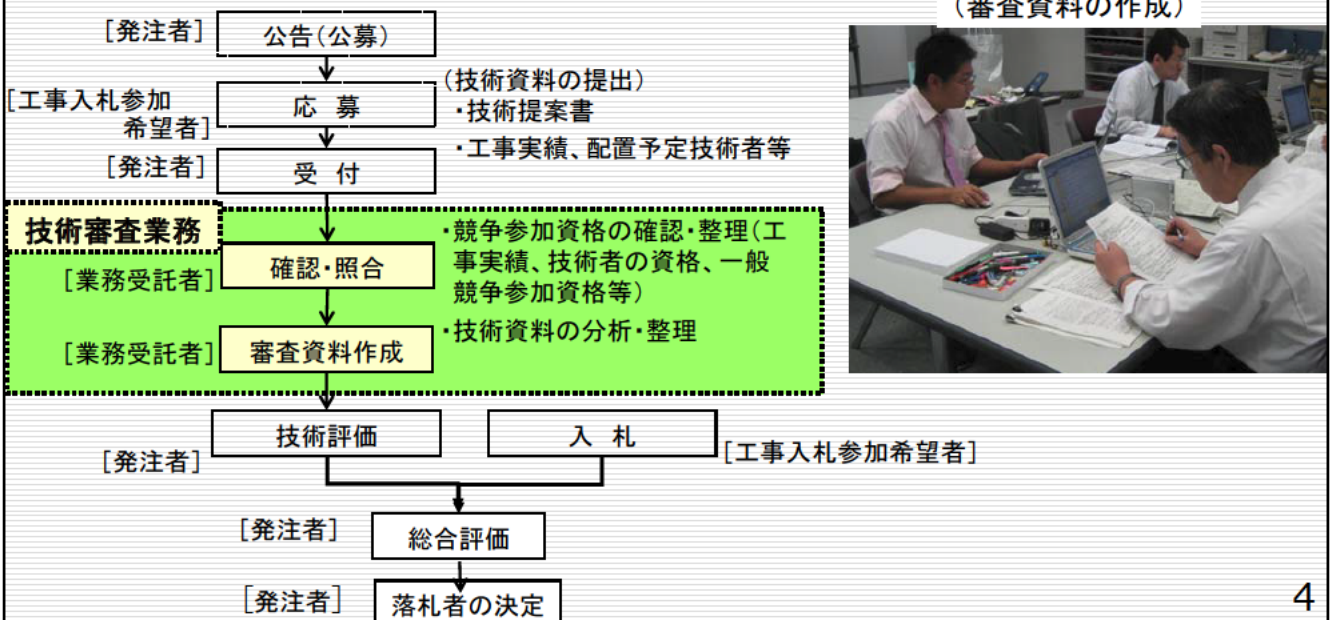 (審査資料の作成)
[発注者]
公告(公募)
[工事入札参加
希望者]
応 募
(技術資料の提出)
・技術提案書
・工事実績、配置予定技術者等
[発注者]
受 付
技術審査業務
[業務受託者]
確認・照合
・競争参加資格の確認・整理(工
事実績、技術者の資格、一般
競争参加資格等)
[業務受託者]
審査資料作成
・技術資料の分析・整理
[発注者]
技術評価
入 札
[工事入札参加希望者]
[発注者]
総合評価
[発注者]
落札者の決定
4